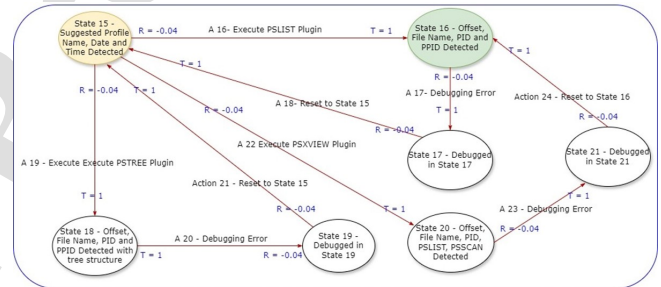 State 15 -
Suggested Profile
Name, Date and
Time Detected
R = -0.04
A 16- Execute PSLIST Plugin
T = 1
State 16 - Offset,
File Name, PID and
PPID Detected
T = 1
T = 1
R = -0.04
R = -0.04
T = 1
R = -0.04
A 17- Debugging Error
A 18- Reset to State 15
T = 1
Action 24 - Reset to State 16
R = -0.04
R = -0.04
A 22 Execute PSXVIEW Plugin
State 17 - Debugged
in State 17
State 21 - Debugged
in State 21
A 19 - Execute Execute PSTREE Plugin
Action 21 - Reset to State 15
T = 1
R = -0.04
T = 1
T = 1
A 23 - Debugging Error
State 18 - Offset,
File Name, PID and
PPID Detected with
tree structure
A 20 - Debugging Error
T = 1
R = -0.04
State 19 -
Debugged in
State 19
State 20 - Offset,
File Name, PID,
PSLIST, PSSCAN
Detected
R = -0.04